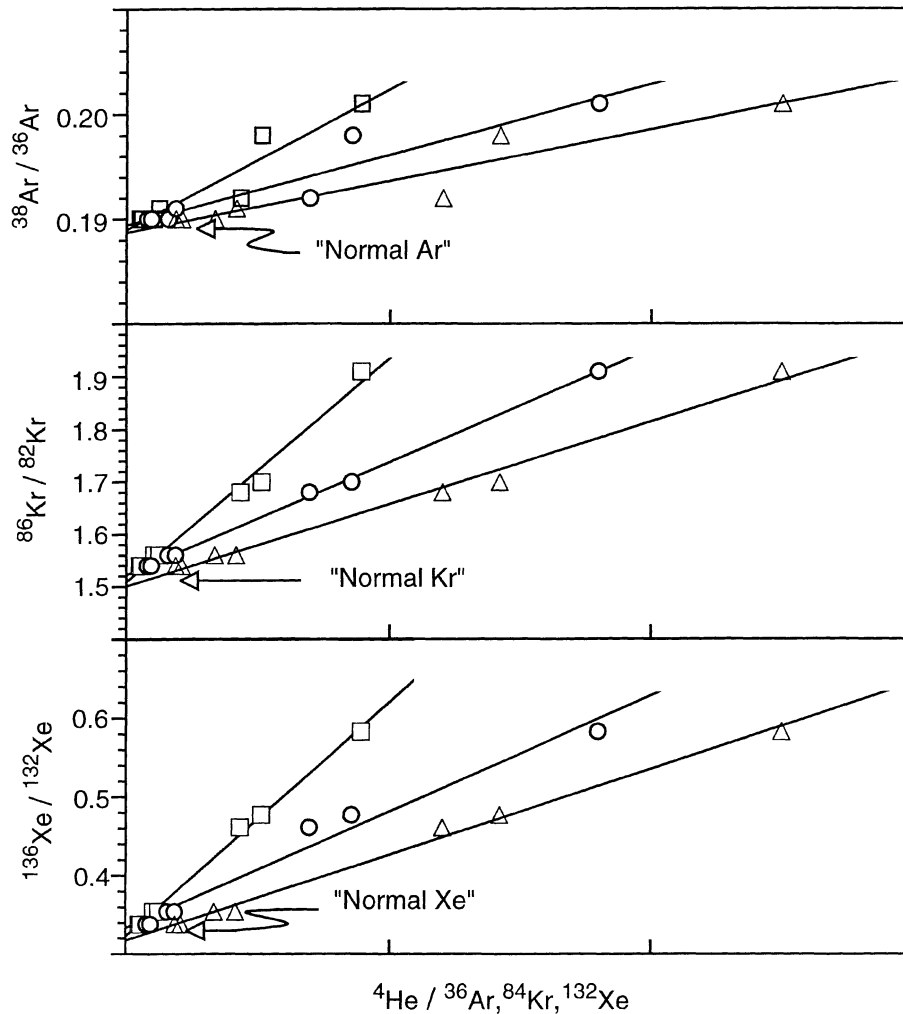 ³⁸Ar / ³⁶Ar
0.20
0.19
"Normal Ar"
⁸⁶Kr / ⁸²Kr
1.9
1.8
1.7
1.6
1.5
"Normal Kr"
¹³⁶Xe / ¹³²Xe
0.6
0.5
0.4
"Normal Xe"
⁴He / ³⁶Ar,⁸⁴Kr,¹³²Xe